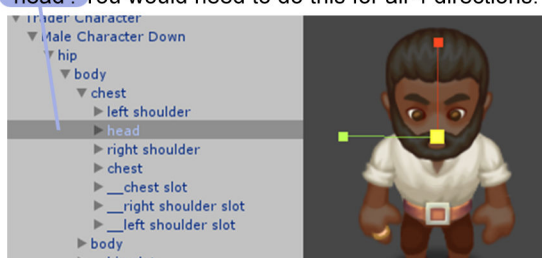 head . You would need to do this for all 4 directions.
Trader Character
Male Character Down
hip
body
chest
left shoulder
head
right shoulder
chest
__chest slot
__right shoulder slot
__left shoulder slot
body